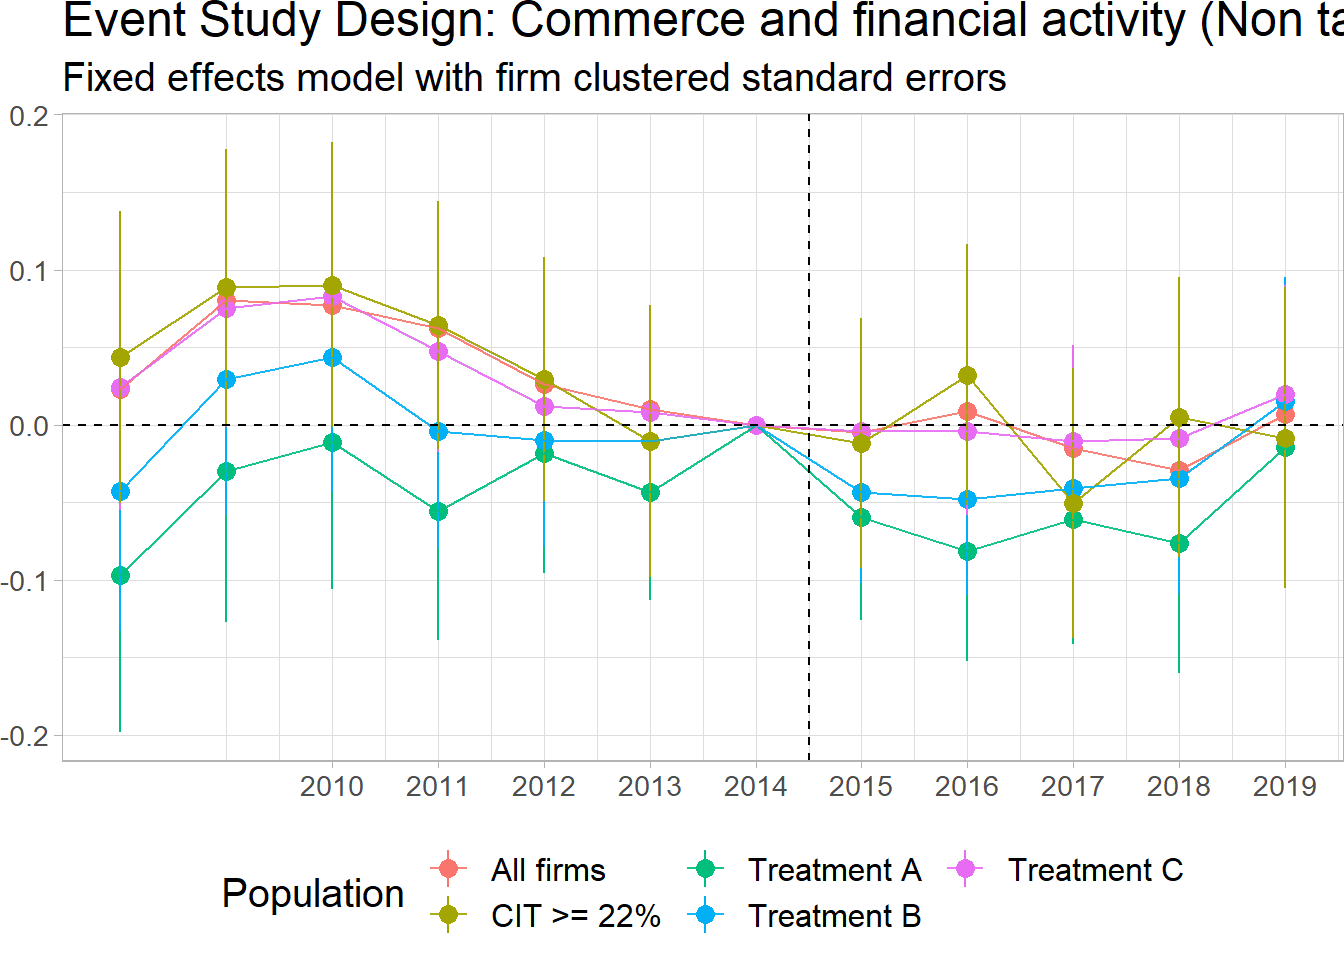 Event Study Design: Commerce and financial activity (Non ta
Fixed effects model with firm clustered standard errors
0.2
0.1
0.0
-0.1
-0.2
2010 2011 2012 2013 2014 2015 2016 2017 2018 2019
Population
All firms Treatment A Treatment C
CIT >= 22% Treatment B